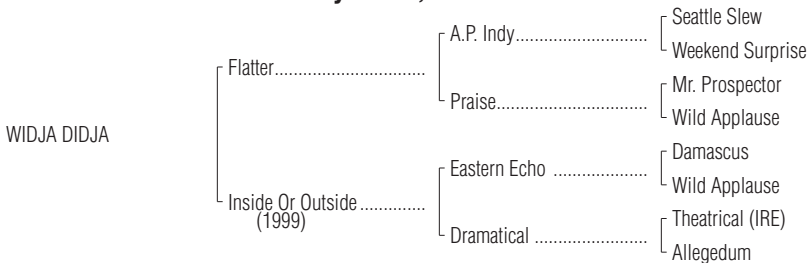 Seattle Slew
A.P. Indy..............................
Weekend Surprise
Flatter..................................
Mr. Prospector
Praise...................................
Wild Applause
WIDJA DIDJA
Damascus
Eastern Echo .....................
Wild Applause
Inside Or Outside ...............
(1999)
Theatrical (IRE)
Dramatical .........................
Allegedum